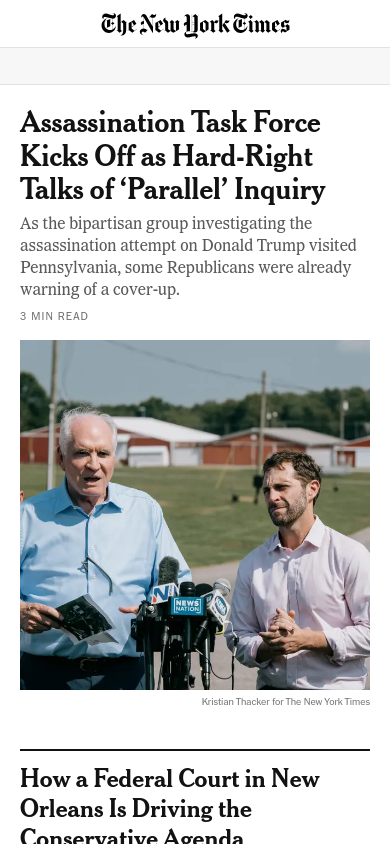 The New York Times
Assassination Task Force
Kicks Off as Hard-Right
Talks of ‘Parallel’ Inquiry
As the bipartisan group investigating the
assassination attempt on Donald Trump visited
Pennsylvania, some Republicans were already
warning of a cover-up.
3 MIN READ
NEWS
NATION
Kristian Thacker for The New York Times
How a Federal Court in New
Orleans Is Driving the
Conservative Agenda